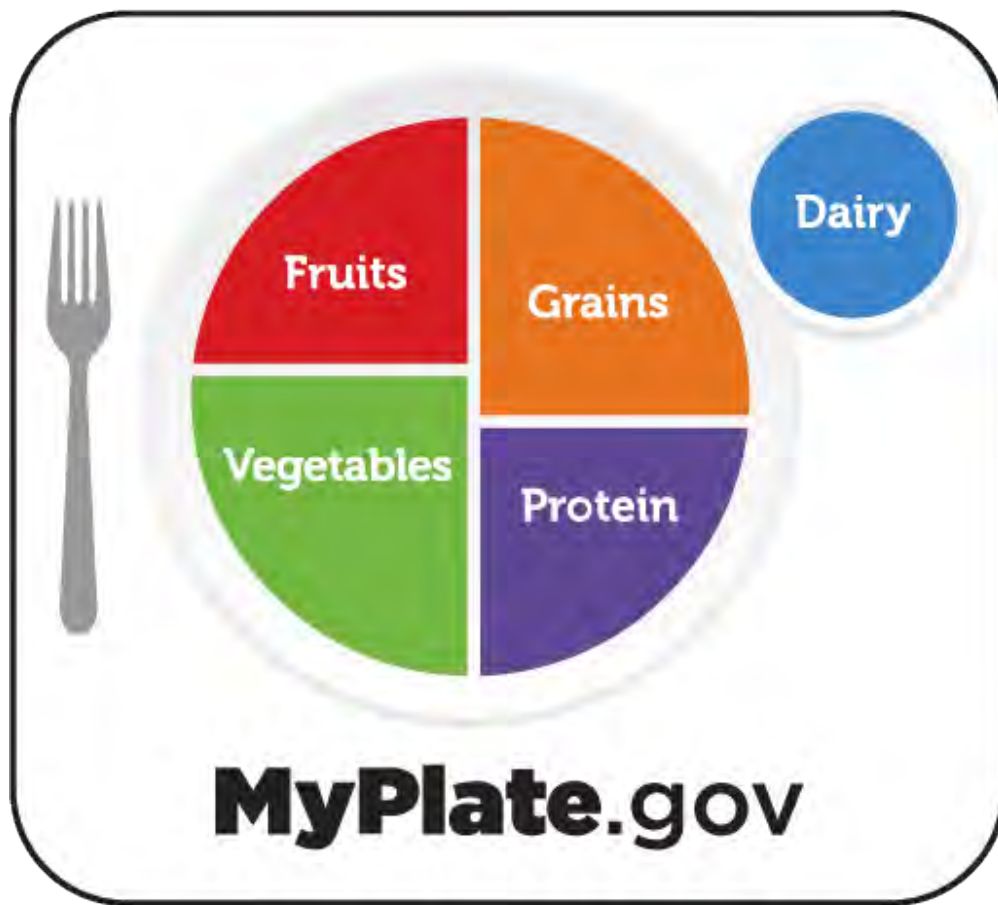 Fruits
Grains
Dairy
Vegetables
Protein
MyPlate.gov